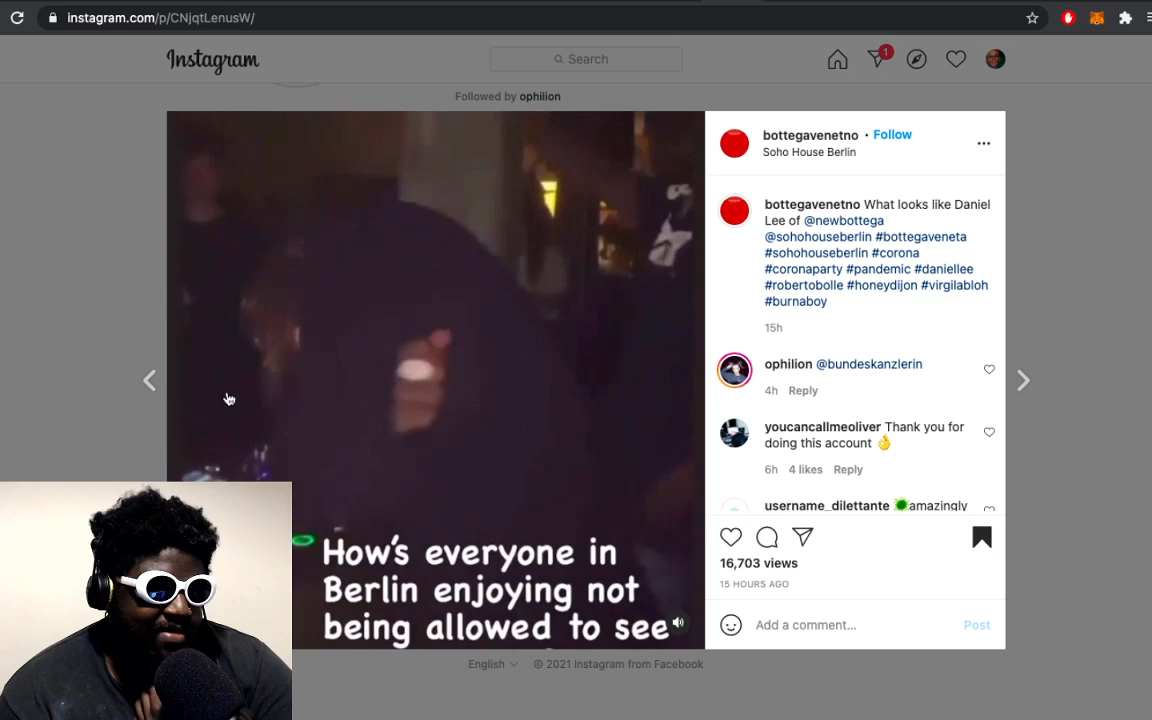 instagram.com/p/CNjqtLenusW/
Instagram
Search
1
Followed by ophilion
bottegavenetno • Follow
Soho House Berlin
bottegavenetno What looks like Daniel
Lee of @newbottega
@sohohouseberlin #bottegaveneta
#sohohouseberlin #corona
#coronaparty #pandemic #daniellee
#robertobolle #honeydijon #virgilabloh
#burnaboy
15h
ophilion @bundeskanzlerin
4h Reply
youcancallmeoliver Thank you for
doing this account 👌
6h 4 likes Reply
username_dilettante amazingly
How's everyone in
Berlin enjoying not
being allowed to see
16,703 views
15 HOURS AGO
Add a comment... Post
English © 2021 Instagram from Facebook